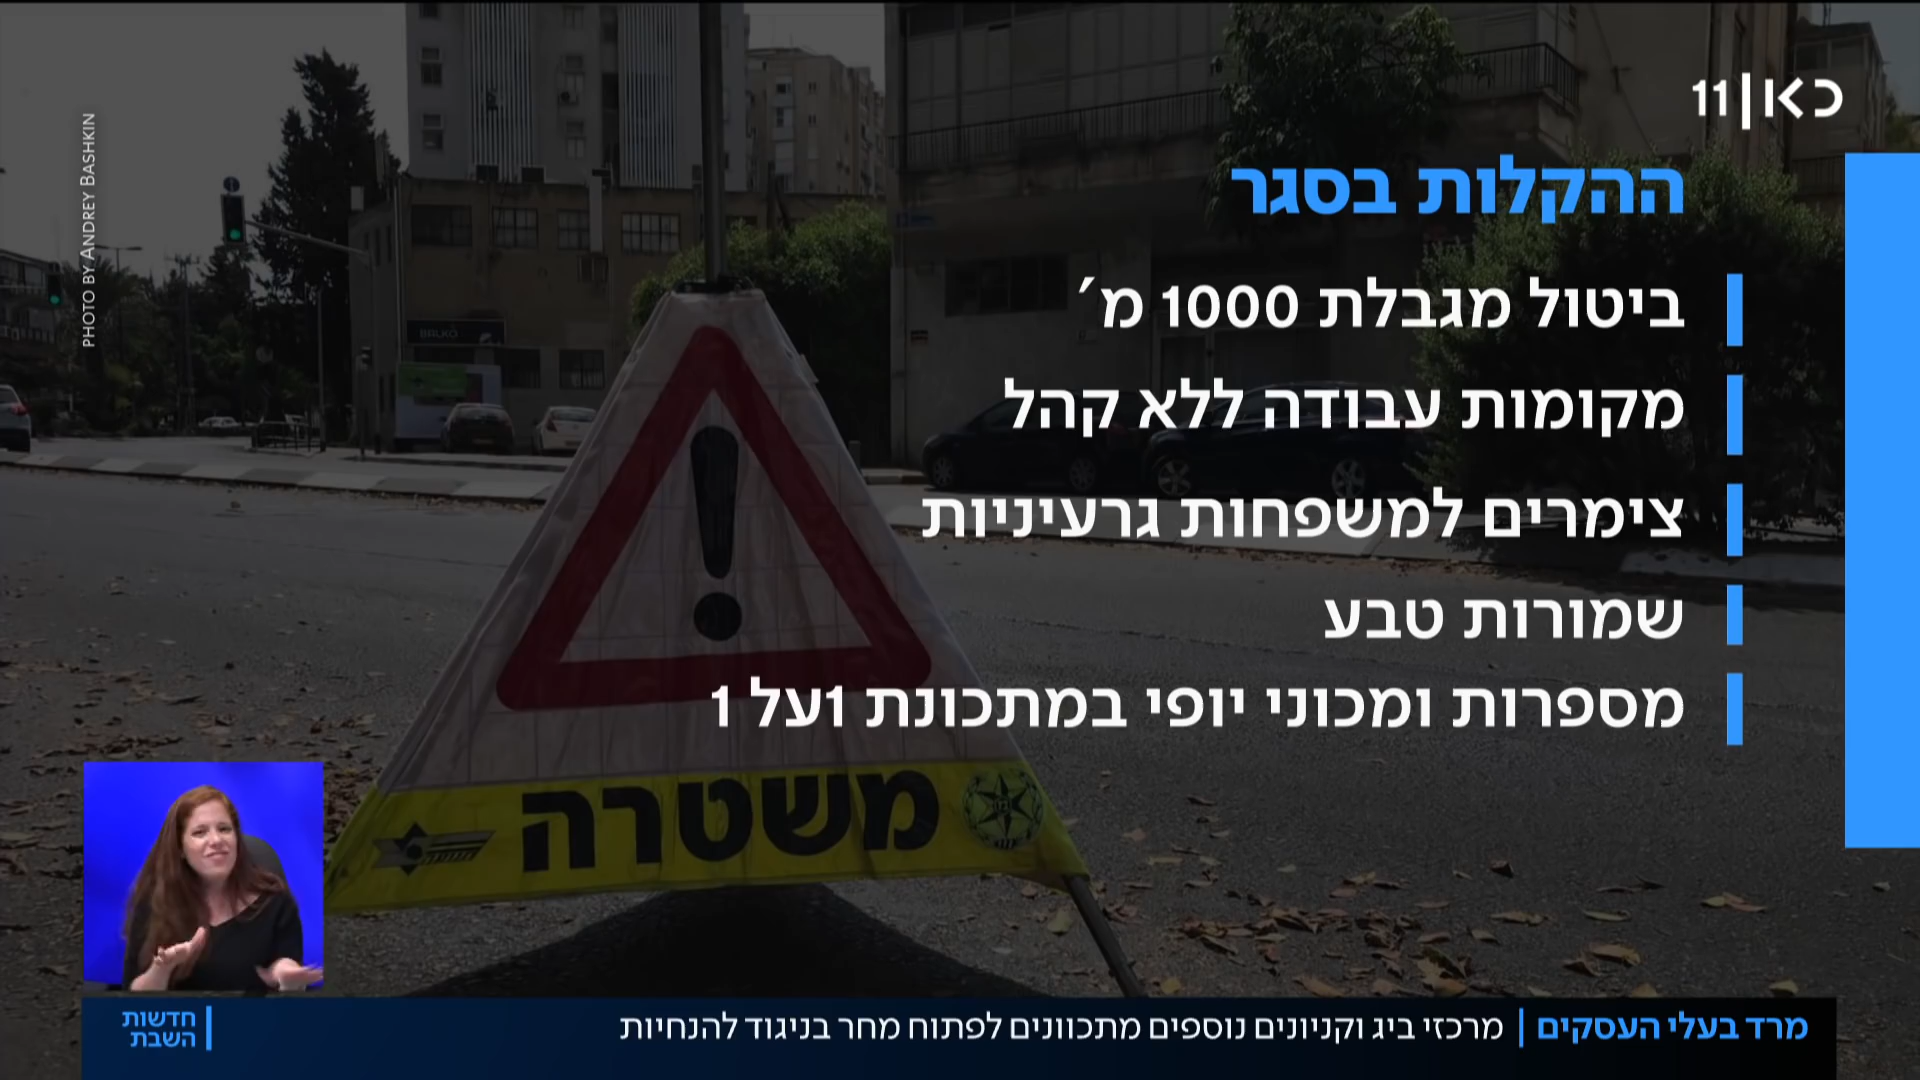 כאן|11
ההקלות בסגר
ביטול מגבלת 1000 מ׳
מקומות עבודה ללא קהל
צימרים למשפחות גרעיניות
שמורות טבע
מספרות ומכוני יופי במתכונת 1על 1
PHOTO BY ANDREY BASHKIN
BALKO
משטרה
מרד בעלי העסקים | מרכזי ביג וקניונים נוספים מתכוונים לפתוח מחר בניגוד להנחיות
חדשות
השבת